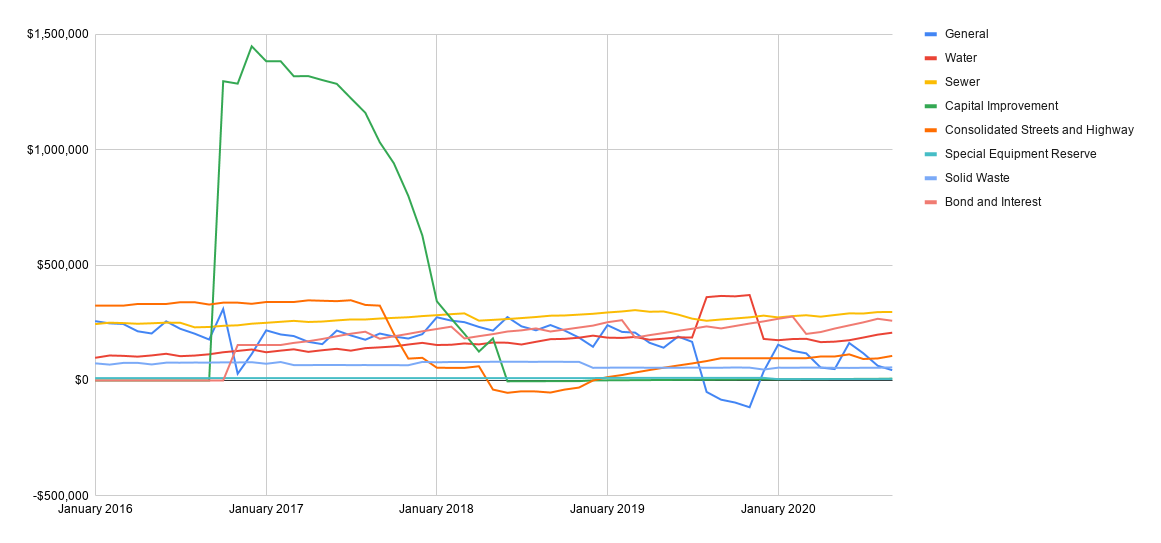 $1,500,000
$1,000,000
$500,000
$0
-$500,000
January 2016
January 2017
January 2018
January 2019
January 2020
General
Water
Sewer
Capital Improvement
Consolidated Streets and Highway
Special Equipment Reserve
Solid Waste
Bond and Interest